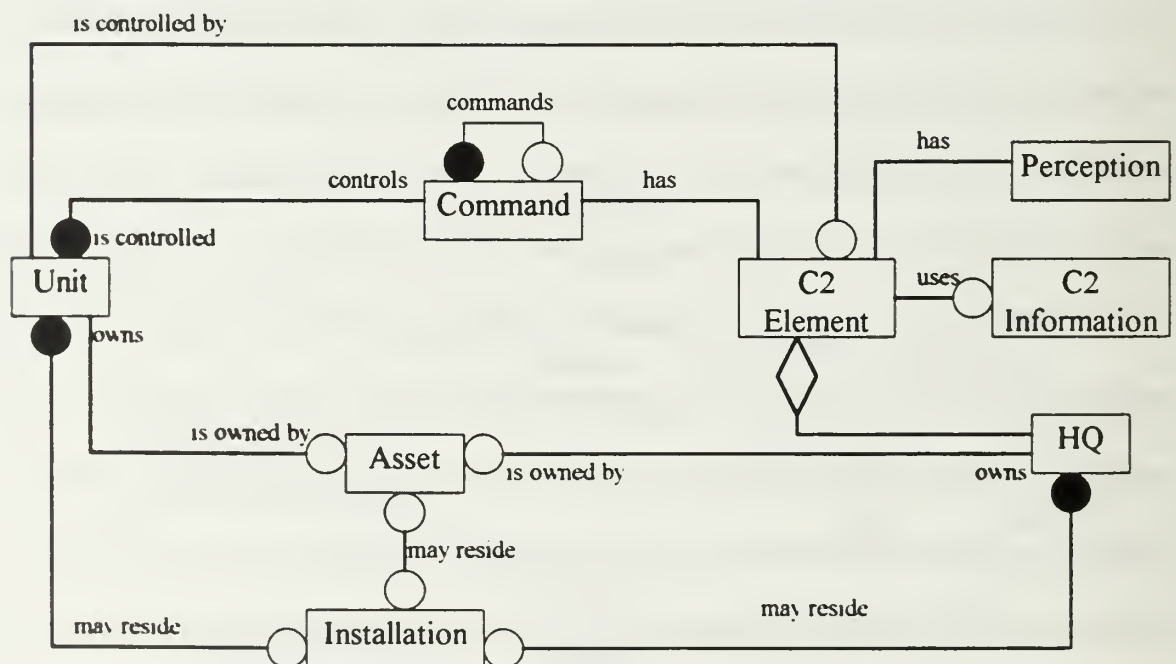 is controlled by
commands
has
Perception
controls
Command
has
is controlled
Unit
C2
Element
uses
C2
Information
owns
is owned by
Asset
is owned by
owns
HQ
may reside
may reside
Installation
may reside